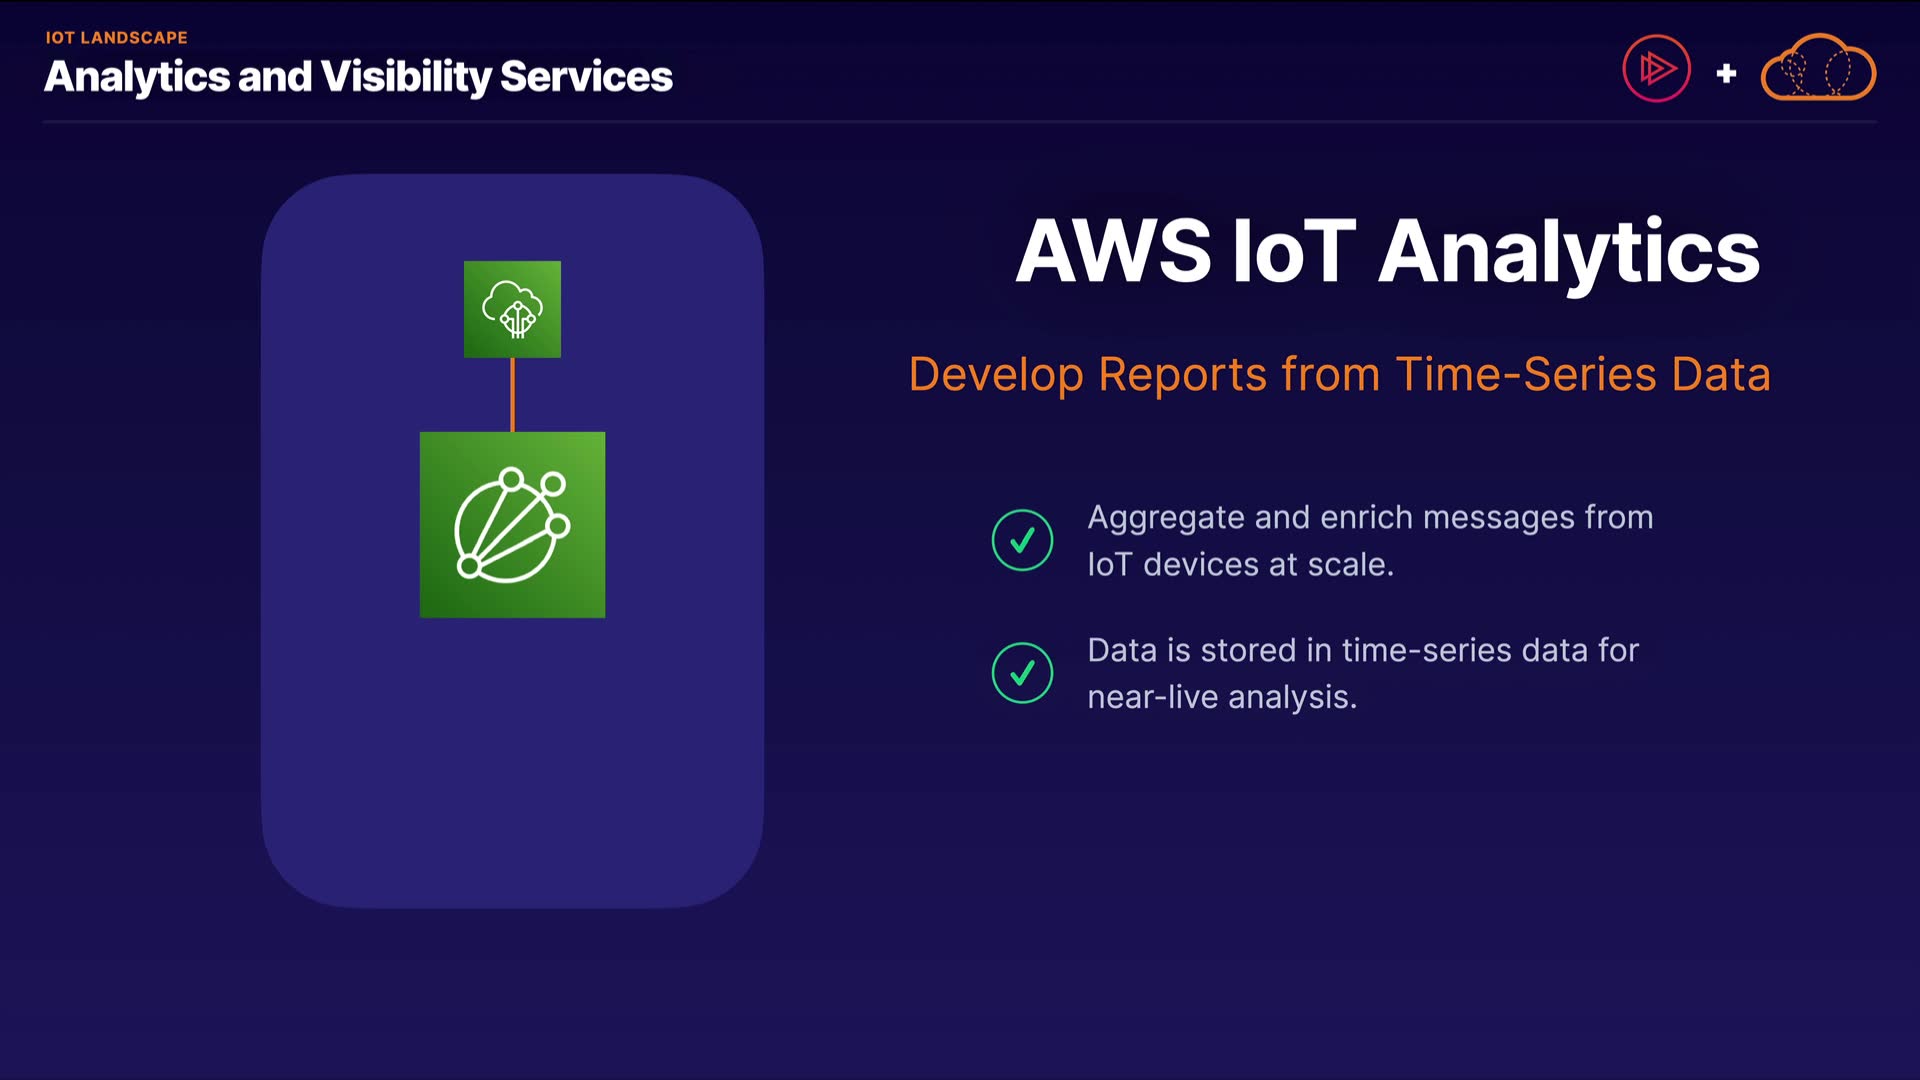 IOT LANDSCAPE
Analytics and Visibility Services
+
AWS IoT Analytics
Develop Reports from Time-Series Data
Aggregate and enrich messages from
IoT devices at scale.
Data is stored in time-series data for
near-live analysis.